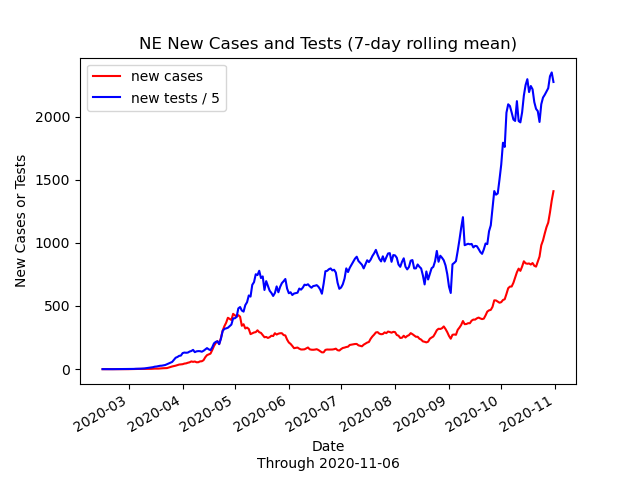 NE New Cases and Tests (7-day rolling mean)
new cases
new tests / 5
New Cases or Tests
2000
1500
1000
500
0
2020-03
2020-04
2020-05
2020-06
2020-07
2020-08
2020-09
2020-10
2020-11
Date
Through 2020-11-06